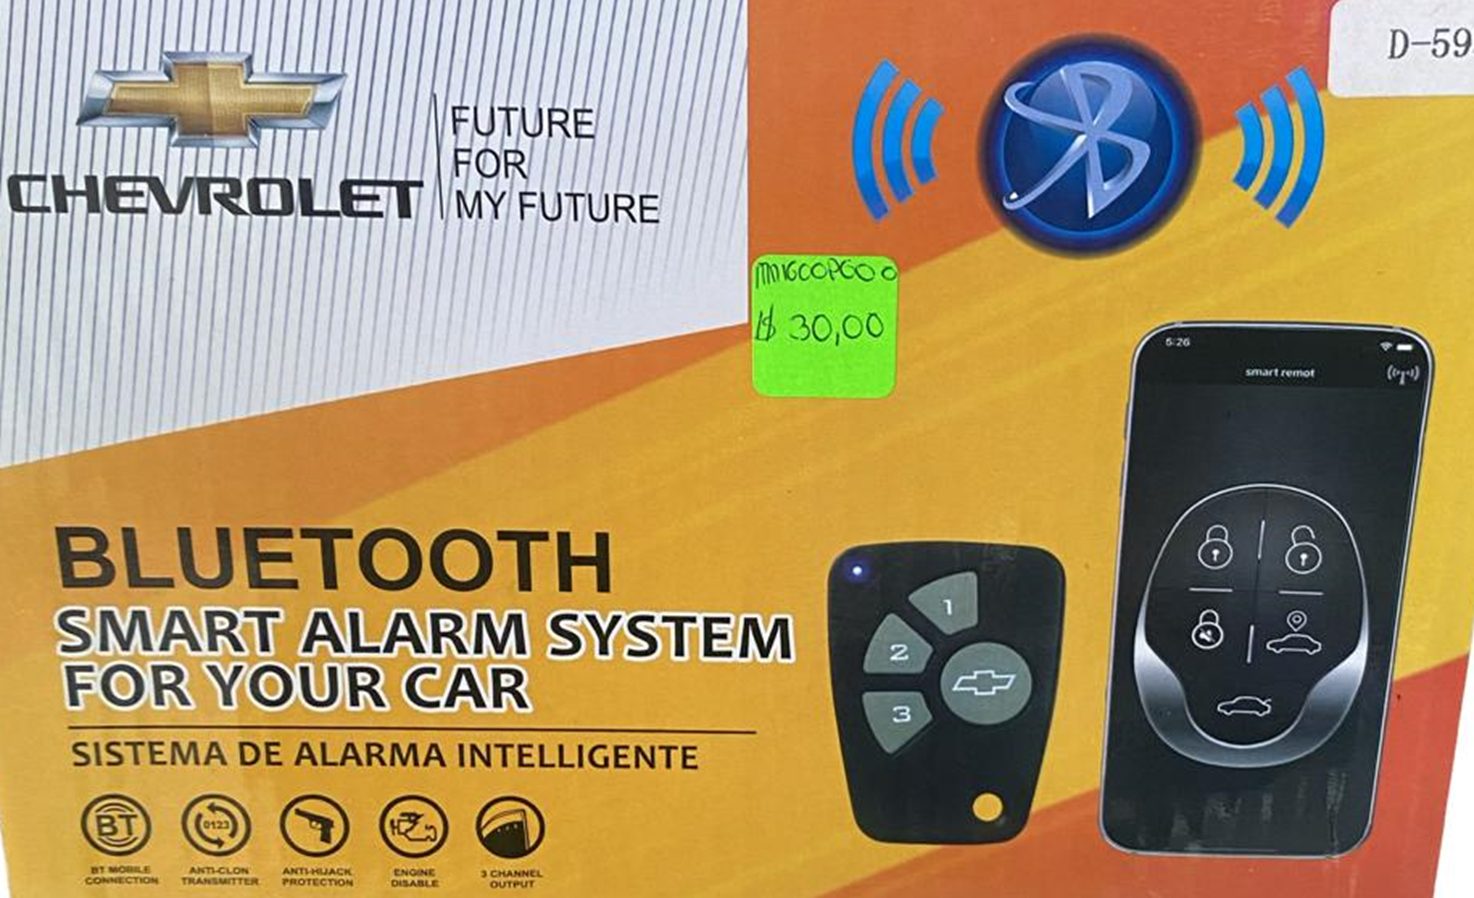 CHEVROLET
FUTURE
FOR
MY FUTURE
D-59
$ 30,00
5:26
smart remot
BLUETOOTH
SMART ALARM SYSTEM
FOR YOUR CAR
SISTEMA DE ALARMA INTELLIGENTE
1
2
3
BT
0123
BT MOBILE
CONNECTION
ANTI-CLON
TRANSMITTER
ANTI-HIJACK
PROTECTION
ENGINE
DISABLE
3 CHANNEL
OUTPUT